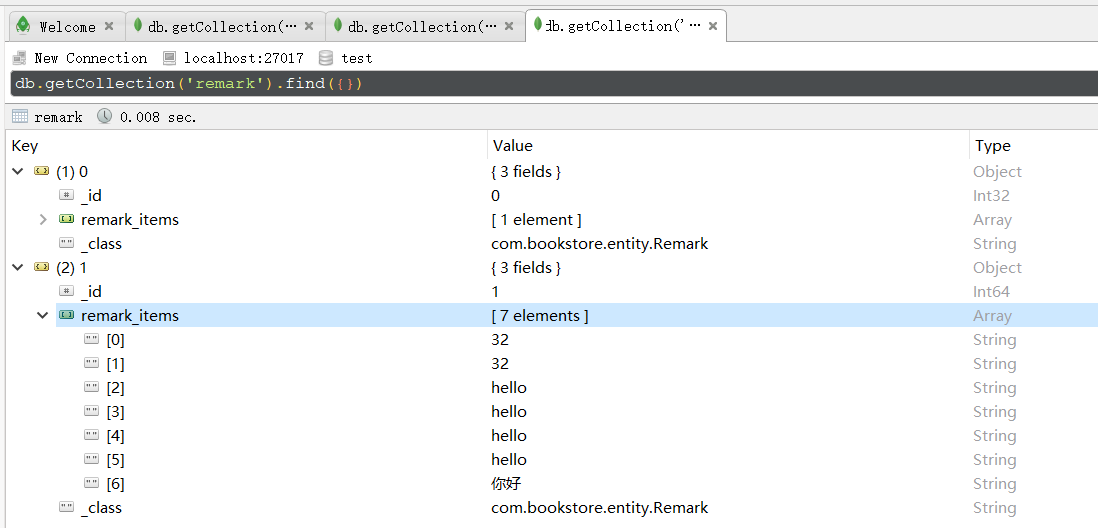 Welcome db.getCollection(··· db.getCollection(··· db.getCollection('···
New Connection localhost:27017 test
db.getCollection('remark').find({})
remark 0.008 sec.
Key Value Type
(1) 0 { 3 fields } Object
_id 0 Int32
remark_items [ 1 element ] Array
_class com.bookstore.entity.Remark String
(2) 1 { 3 fields } Object
_id 1 Int64
remark_items [ 7 elements ] Array
[0] 32 String
[1] 32 String
[2] hello String
[3] hello String
[4] hello String
[5] hello String
[6] 你好 String
_class com.bookstore.entity.Remark String